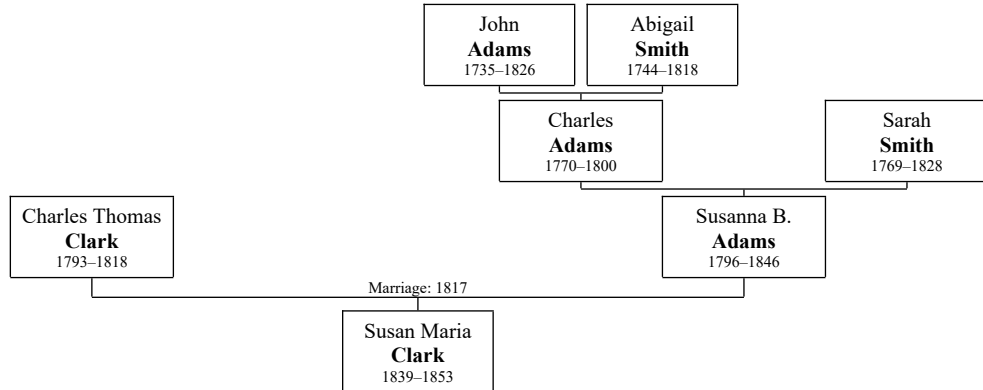 John
Adams
1735–1826
Abigail
Smith
1744–1818
Charles
Adams
1770–1800
Sarah
Smith
1769–1828
Charles Thomas
Clark
1793–1818
Susanna B.
Adams
1796–1846
Marriage: 1817
Susan Maria
Clark
1839–1853